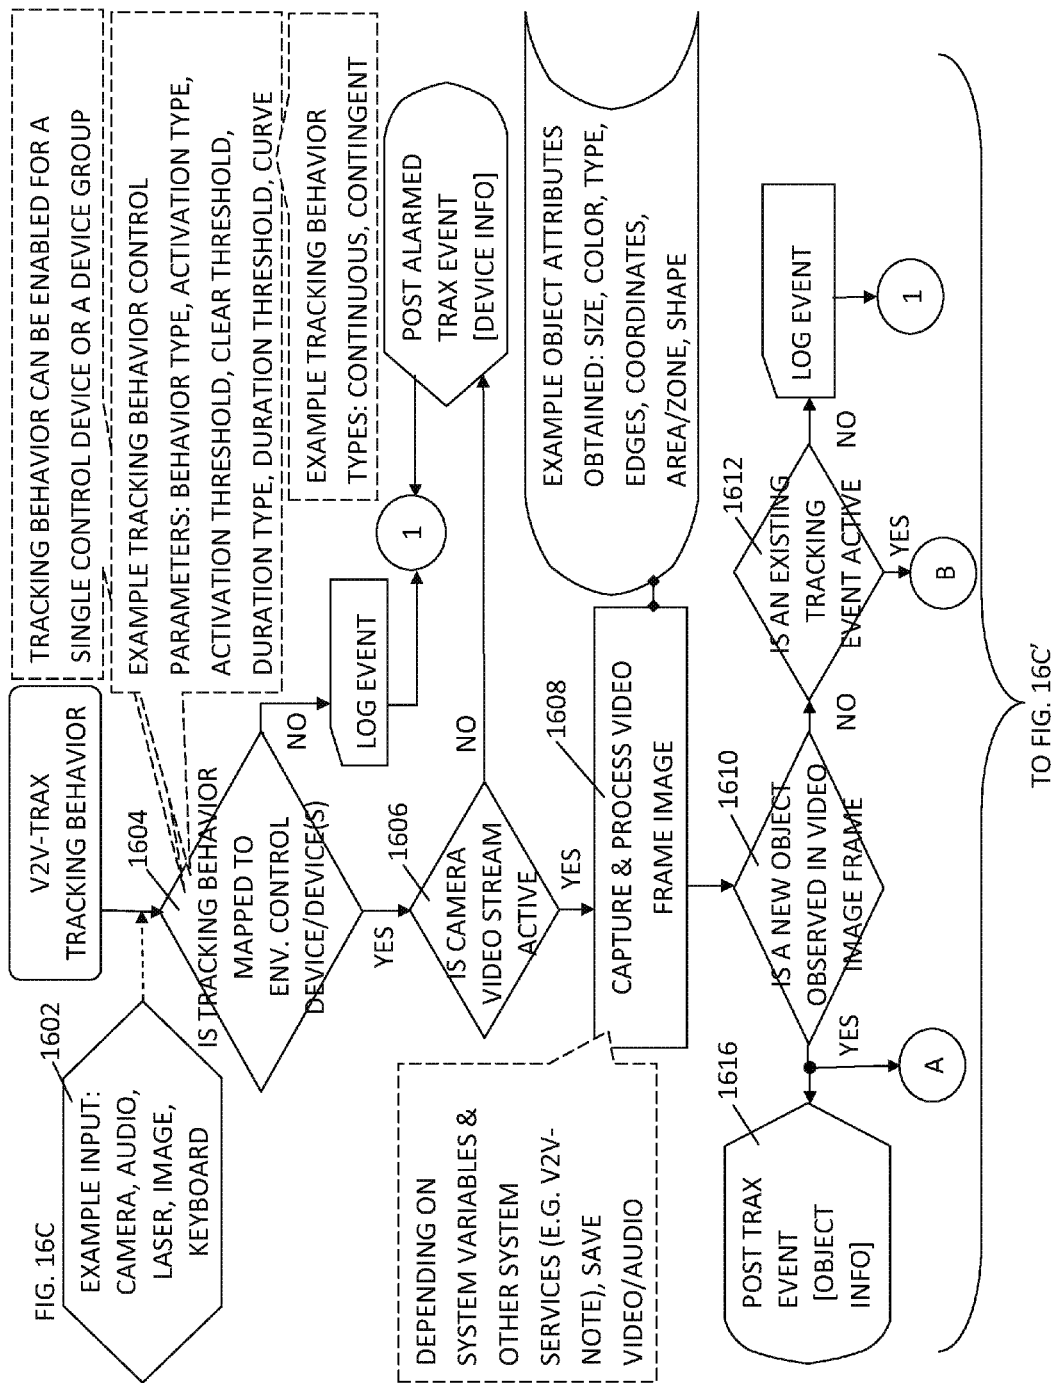 FIG. 16C
1602
EXAMPLE INPUT:
CAMERA, AUDIO,
LASER, IMAGE,
KEYBOARD
V2V-TRAX
TRACKING BEHAVIOR
TRACKING BEHAVIOR CAN BE ENABLED FOR A
SINGLE CONTROL DEVICE OR A DEVICE GROUP
EXAMPLE TRACKING BEHAVIOR CONTROL
PARAMETERS: BEHAVIOR TYPE, ACTIVATION TYPE,
ACTIVATION THRESHOLD, CLEAR THRESHOLD,
DURATION TYPE, DURATION THRESHOLD, CURVE
EXAMPLE TRACKING BEHAVIOR
TYPES: CONTINUOUS, CONTINGENT
1604
IS TRACKING BEHAVIOR
MAPPED TO
ENV. CONTROL
DEVICE/DEVICE(S)
NO
LOG EVENT
1
YES
1606
IS CAMERA
VIDEO STREAM
ACTIVE
NO
POST ALARMED
TRAX EVENT
[DEVICE INFO]
YES
DEPENDING ON
SYSTEM VARIABLES &
OTHER SYSTEM
SERVICES (E.G. V2V-
NOTE), SAVE
VIDEO/AUDIO
1608
CAPTURE & PROCESS VIDEO
FRAME IMAGE
EXAMPLE OBJECT ATTRIBUTES
OBTAINED: SIZE, COLOR, TYPE,
EDGES, COORDINATES,
AREA/ZONE, SHAPE
1610
IS A NEW OBJECT
OBSERVED IN VIDEO
IMAGE FRAME
YES
A
1616
POST TRAX
EVENT
[OBJECT
INFO]
NO
1612
IS AN EXISTING
TRACKING
EVENT ACTIVE
YES
B
NO
LOG EVENT
1
TO FIG. 16C'